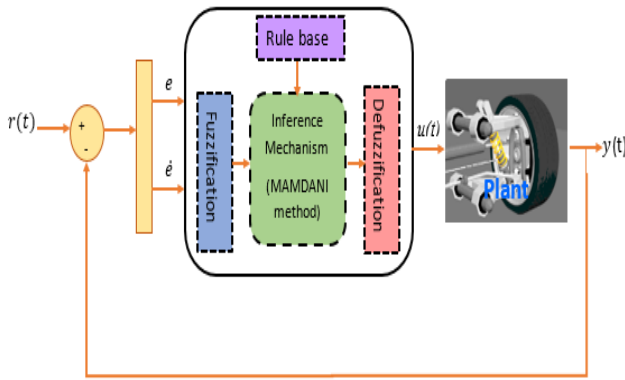 Rule base
r(t)
+
-
e
ė
Fuzzification
Inference
Mechanism
(MAMDANI
method)
Defuzzification
u(t)
Plant
y(t)